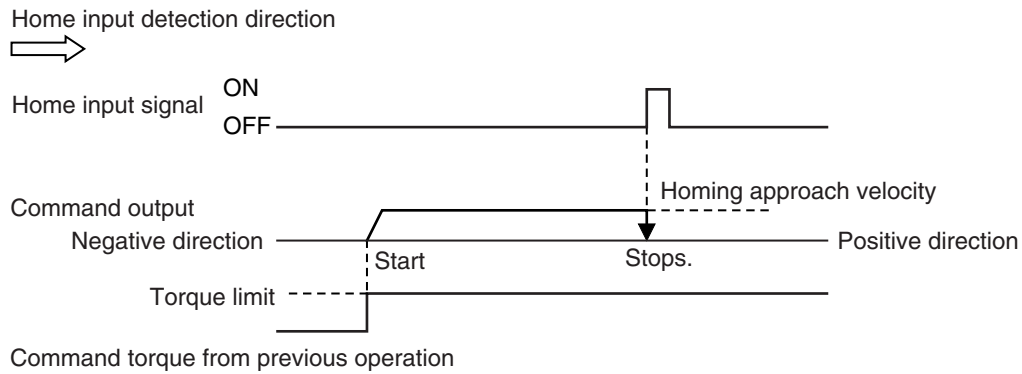 Home input detection direction
ON
Home input signal
OFF
Homing approach velocity
Command output
Negative direction
Positive direction
Start
Stops.
Torque limit
Command torque from previous operation